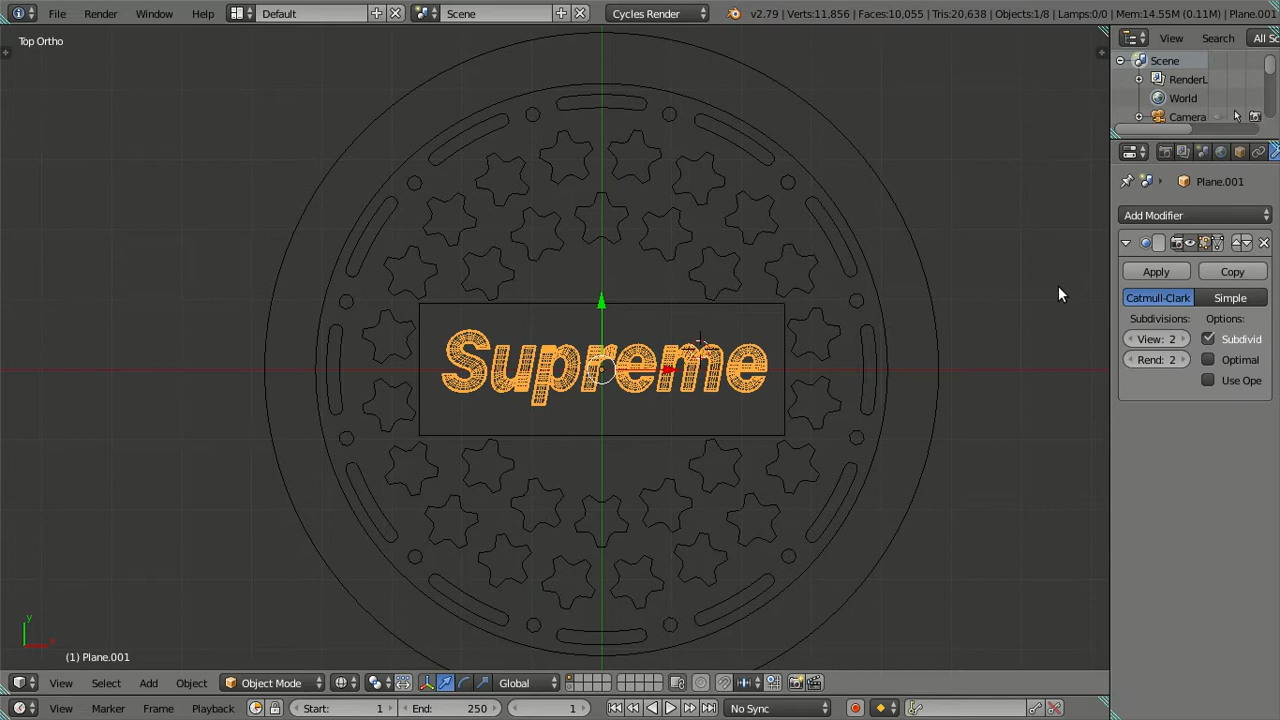 File Render Window Help Default Scene Cycles Render v2.79 | Verts:11,856 | Faces:10,055 | Tris:20,638 | Objects:1/8 | Lamps:0/0 | Mem:14.55M (0.11M) | Plane.001
Top Ortho
View Search All Sc
Scene
RenderL
World
Camera
Plane.001
Add Modifier
Apply Copy
Catmull-Clark Simple
Subdivisions: Options:
View: 2 Subdivid
Rend: 2 Optimal
Use Ope
Supreme
y
x
(1) Plane.001
View Select Add Object Object Mode Global
View Marker Frame Playback Start: 1 End: 250 1 No Sync